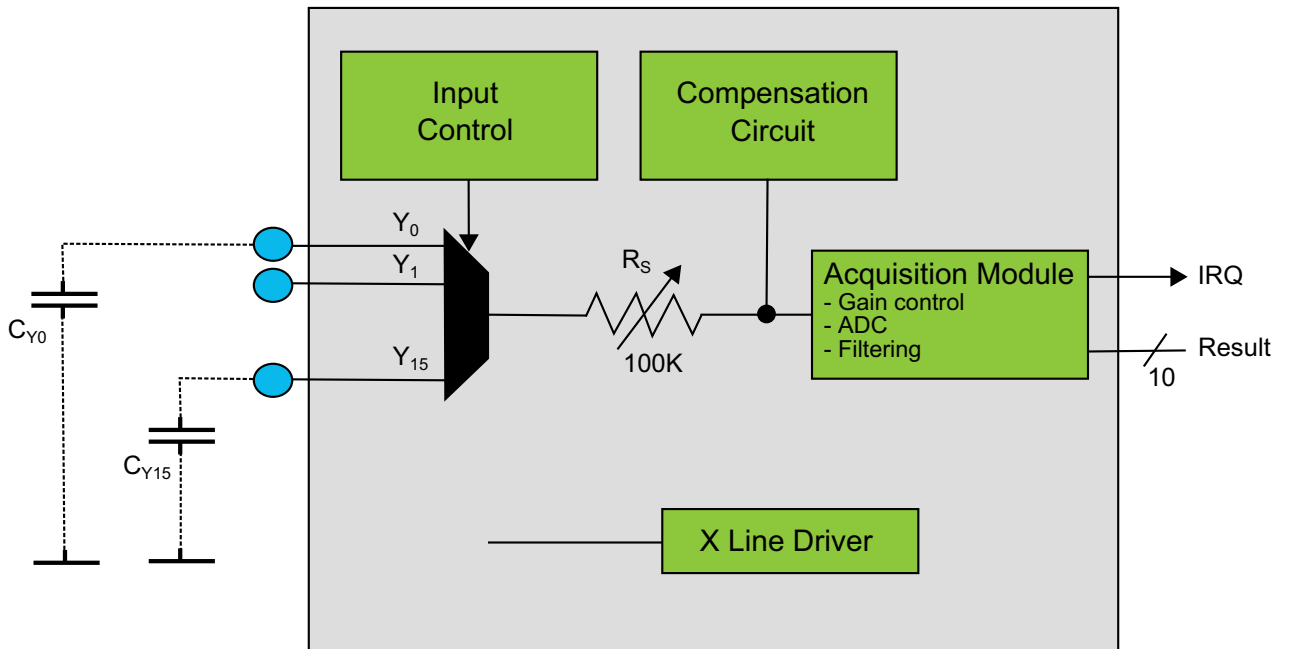 Input
Control
Compensation
Circuit
Y0
Y1
Y15
RS
100K
Acquisition Module
- Gain control
- ADC
- Filtering
IRQ
Result
10
CY0
CY15
X Line Driver